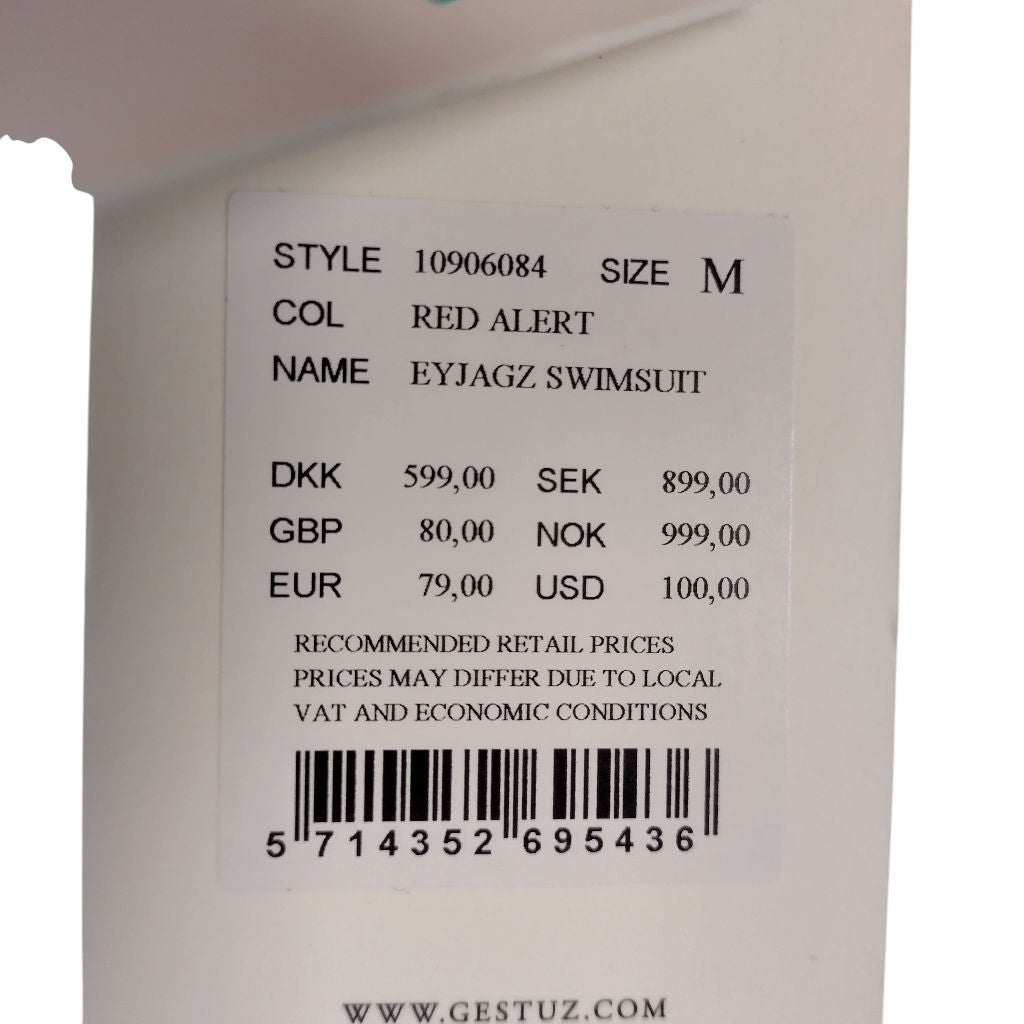 STYLE 10906084 SIZE M
COL RED ALERT
NAME EYJAGZ SWIMSUIT
DKK 599,00 SEK 899,00
GBP 80,00 NOK 999,00
EUR 79,00 USD 100,00
RECOMMENDED RETAIL PRICES
PRICES MAY DIFFER DUE TO LOCAL
VAT AND ECONOMIC CONDITIONS
5 714352 695436
WWW.GESTUZ.COM